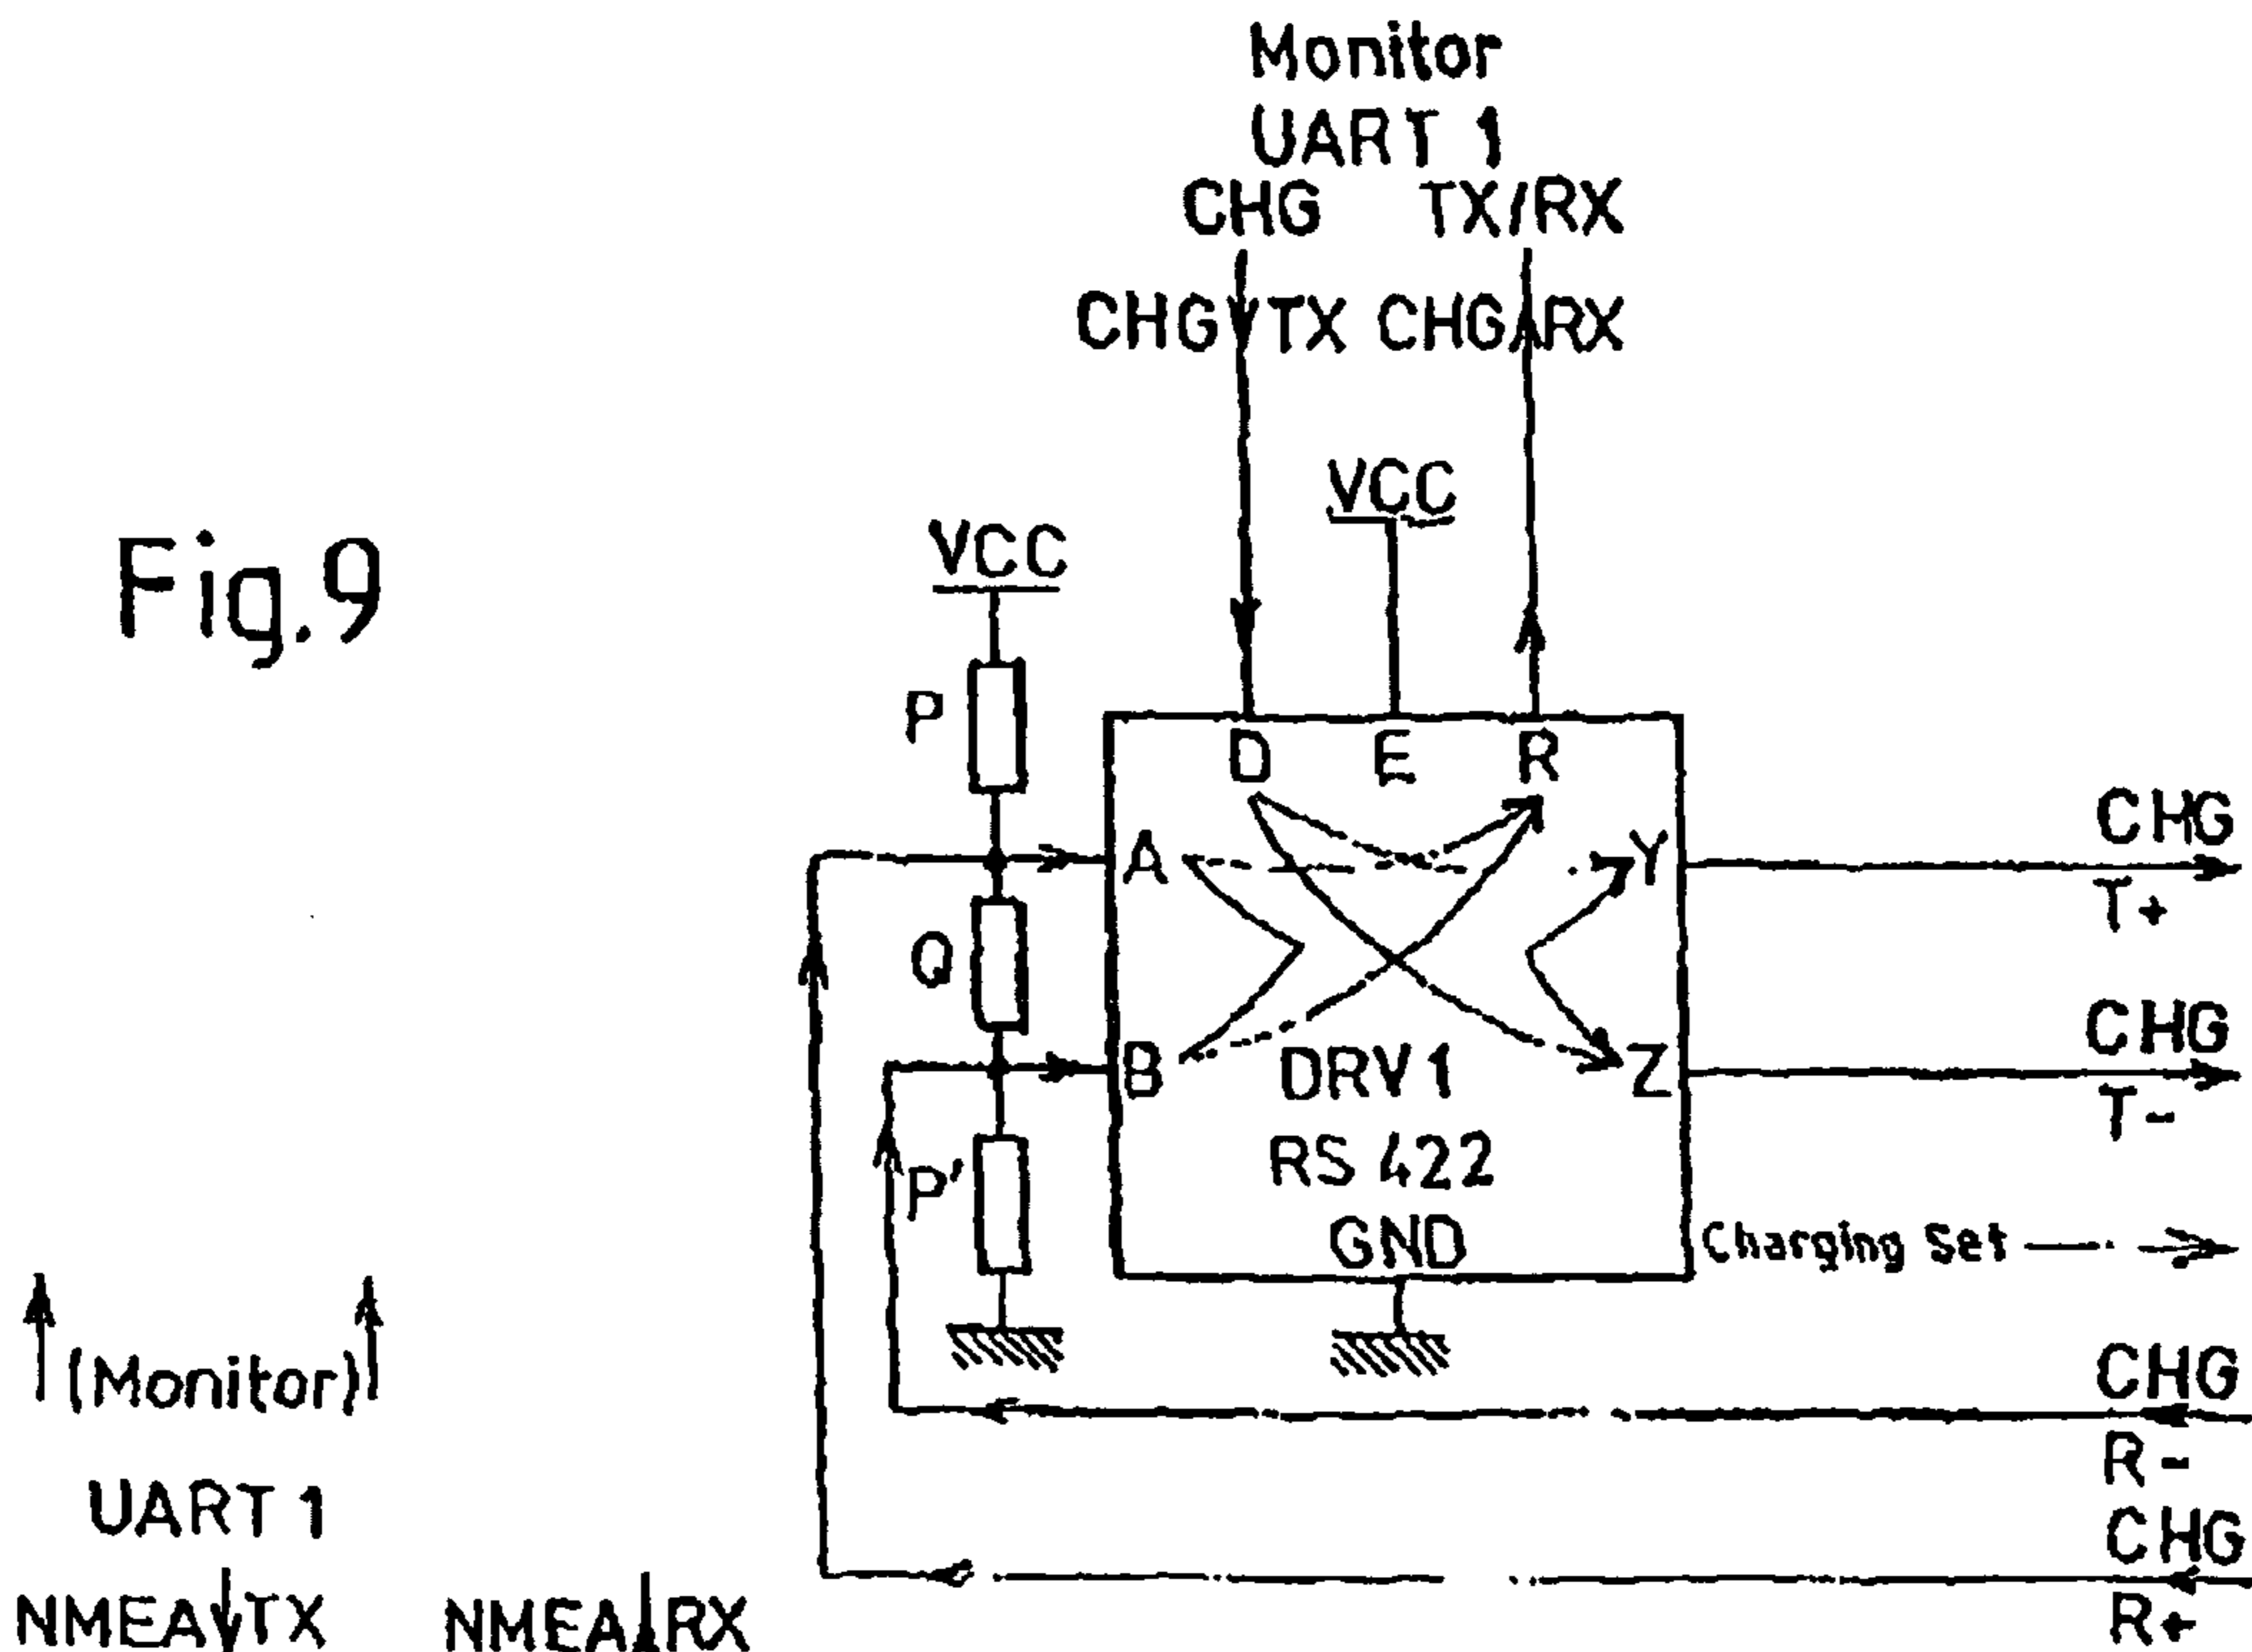 Monitor
UART 1
CHG TX/RX
CHG TX CHG RX
VCC
VCC
Fig.9
P
D E R
A Y
CHG
T+
Q
B DRV 1 Z
CHG
T-
RS 422
P'
GND
Charging Set
(Monitor)
CHG
R-
UART 1
CHG
R+
NMEA TX NMEA RX